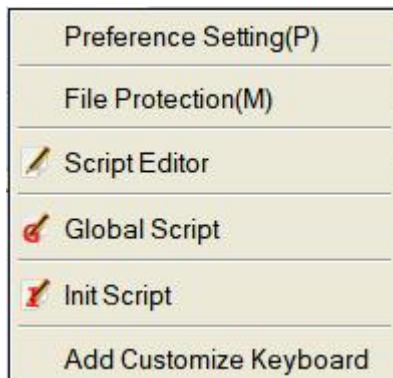 Preference Setting(P)
File Protection(M)
Script Editor
Global Script
Init Script
Add Customize Keyboard